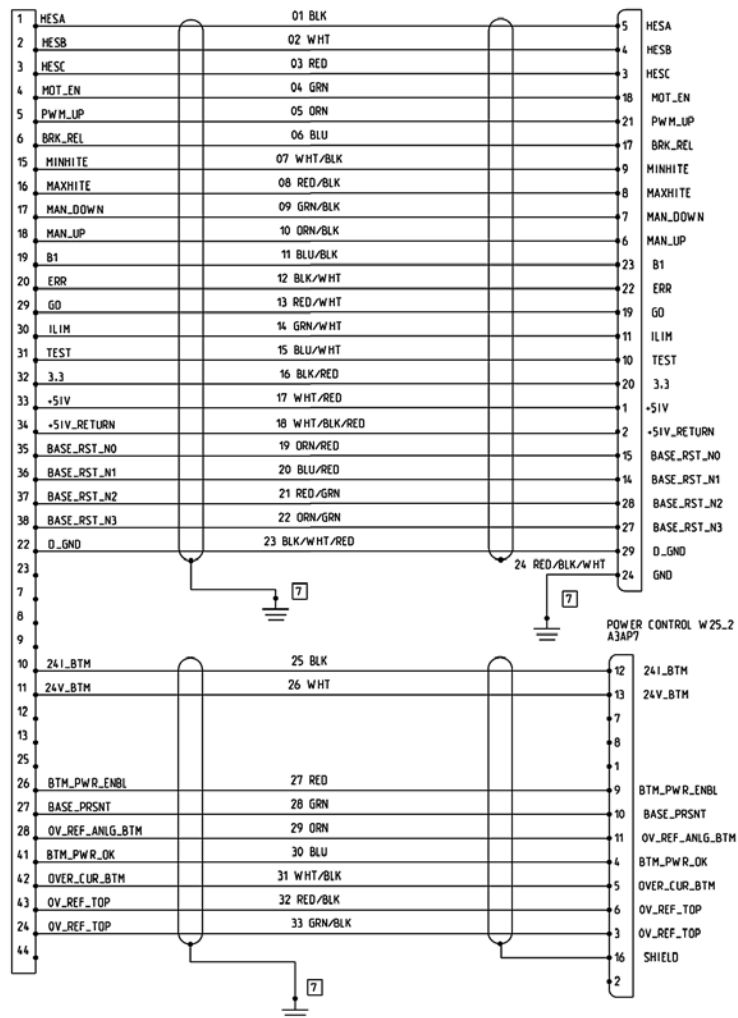 1 HESA 01 BLK 5 HESA
2 HESB 02 WHT 4 HESB
3 HESC 03 RED 3 HESC
4 MOT_EN 04 GRN 18 MOT_EN
5 PWM_UP 05 ORN 21 PWM_UP
6 BRK_REL 06 BLU 17 BRK_REL
15 MINHITE 07 WHT/BLK 9 MINHITE
16 MAXHITE 08 RED/BLK 8 MAXHITE
17 MAN_DOWN 09 GRN/BLK 7 MAN_DOWN
18 MAN_UP 10 ORN/BLK 6 MAN_UP
19 B1 11 BLU/BLK 23 B1
20 ERR 12 BLK/WHT 22 ERR
29 GO 13 RED/WHT 19 GO
30 ILIM 14 GRN/WHT 11 ILIM
31 TEST 15 BLU/WHT 10 TEST
32 3.3 16 BLK/RED 20 3.3
33 +5IV 17 WHT/RED 1 +5IV
34 +5IV_RETURN 18 WHT/BLK/RED 2 +5IV_RETURN
35 BASE_RST_N0 19 ORN/RED 15 BASE_RST_N0
36 BASE_RST_N1 20 BLU/RED 14 BASE_RST_N1
37 BASE_RST_N2 21 RED/GRN 28 BASE_RST_N2
38 BASE_RST_N3 22 ORN/GRN 27 BASE_RST_N3
22 D_GND 23 BLK/WHT/RED 29 D_GND
23 24 RED/BLK/WHT 24 GND
7 7 7
8
POWER CONTROL W25_2
A3AP7
9
10 24I_BTM 25 BLK 12 24I_BTM
11 24V_BTM 26 WHT 13 24V_BTM
12 7
13 8
25 1
26 BTM_PWR_ENBL 27 RED 9 BTM_PWR_ENBL
27 BASE_PRSNT 28 GRN 10 BASE_PRSNT
28 0V_REF_ANLG_BTM 29 ORN 11 0V_REF_ANLG_BTM
41 BTM_PWR_OK 30 BLU 4 BTM_PWR_OK
42 OVER_CUR_BTM 31 WHT/BLK 5 OVER_CUR_BTM
43 0V_REF_TOP 32 RED/BLK 6 0V_REF_TOP
24 0V_REF_TOP 33 GRN/BLK 3 0V_REF_TOP
44 16 SHIELD
7 2